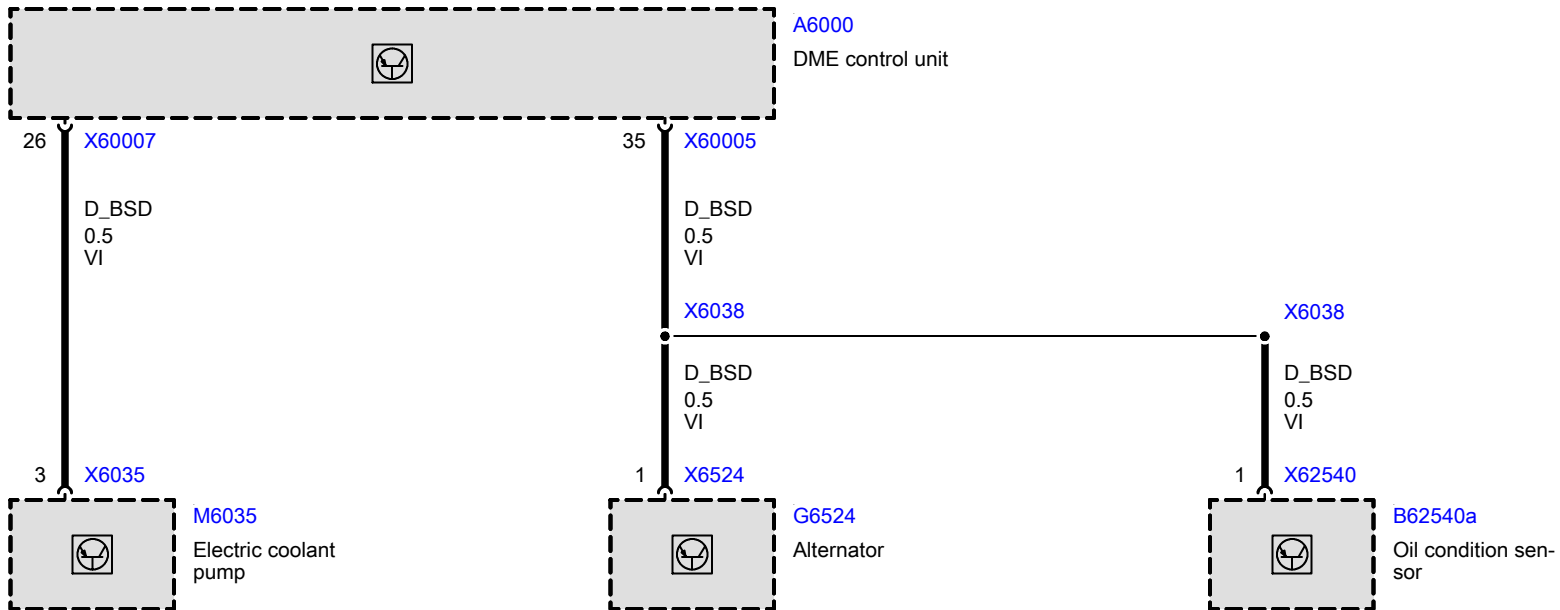 A6000
DME control unit
26 X60007
35 X60005
D_BSD
0.5
VI
D_BSD
0.5
VI
X6038
X6038
D_BSD
0.5
VI
D_BSD
0.5
VI
3 X6035
1 X6524
1 X62540
M6035
Electric coolant
pump
G6524
Alternator
B62540a
Oil condition sen-
sor